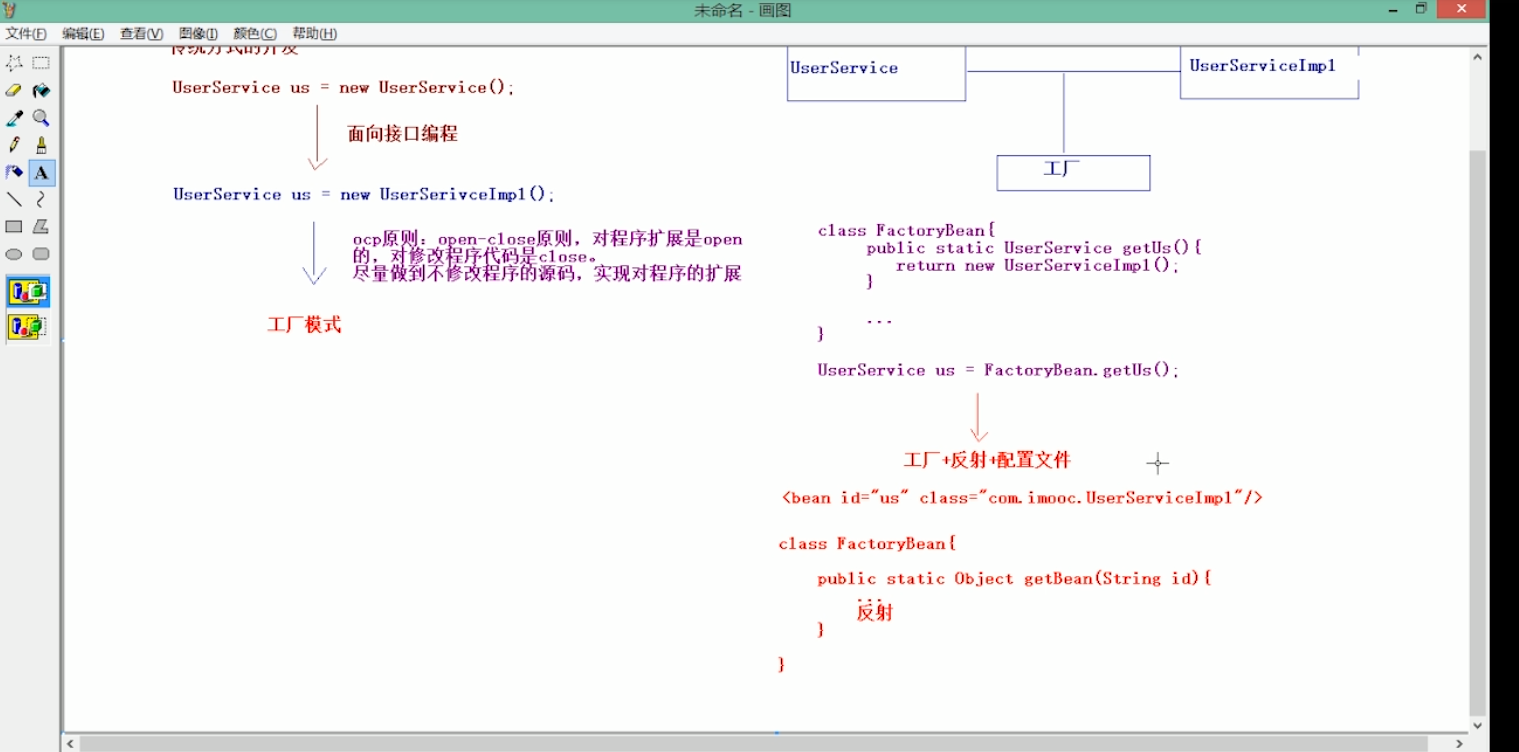 未命名 - 画图
文件(F) 编辑(E) 查看(V) 图像(I) 颜色(C) 帮助(H)
传统方式的开发
UserService us = new UserService();
面向接口编程
UserService us = new UserSerivceImpl();
ocp原则：open-close原则，对程序扩展是open
的，对修改程序代码是close。
尽量做到不修改程序的源码，实现对程序的扩展
工厂模式
UserService
UserServiceImpl
工厂
class FactoryBean{
public static UserService getUs(){
return new UserServiceImpl();
}
...
}
UserService us = FactoryBean.getUs();
工厂+反射+配置文件
<bean id="us" class="com.imooc.UserServiceImpl"/>
class FactoryBean{
public static Object getBean(String id){
...
反射
}
}
A